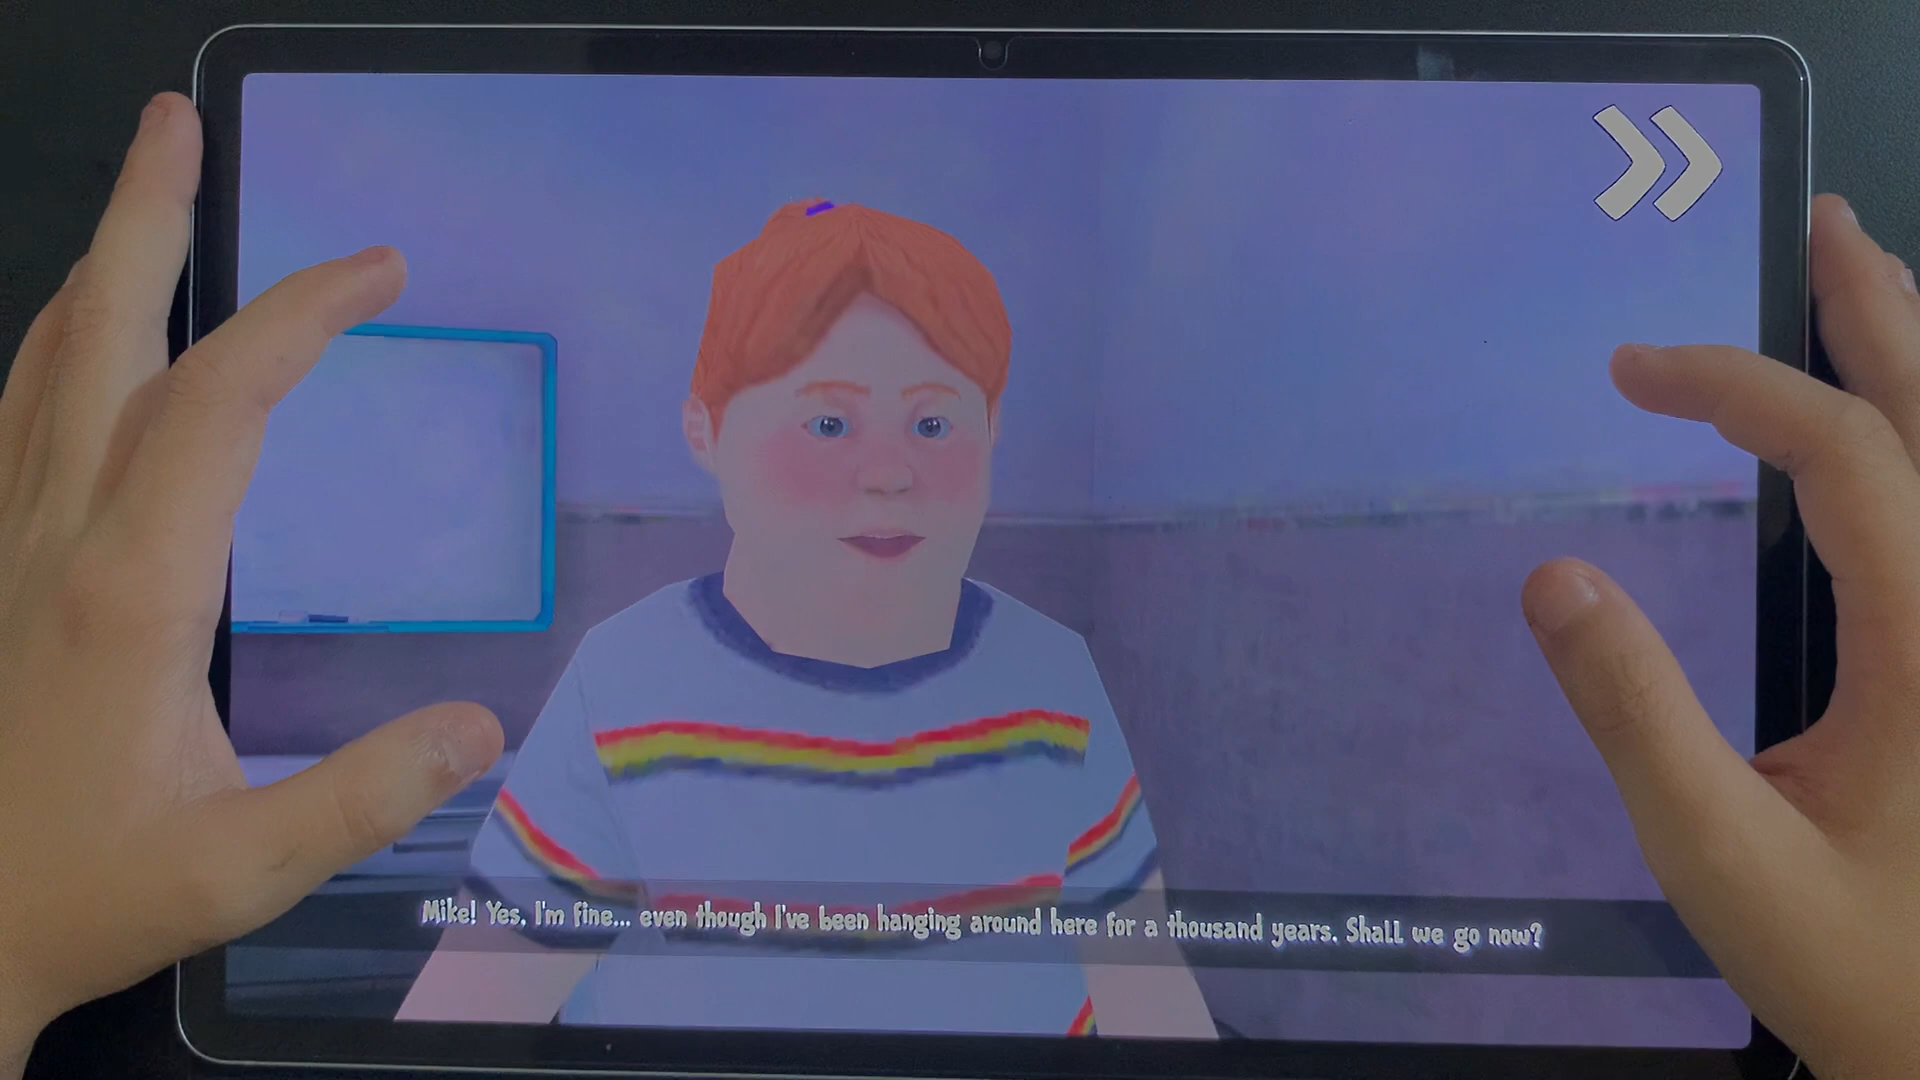 Mike! Yes, I'm fine... even though I've been hanging around here for a thousand years. Shall we go now?